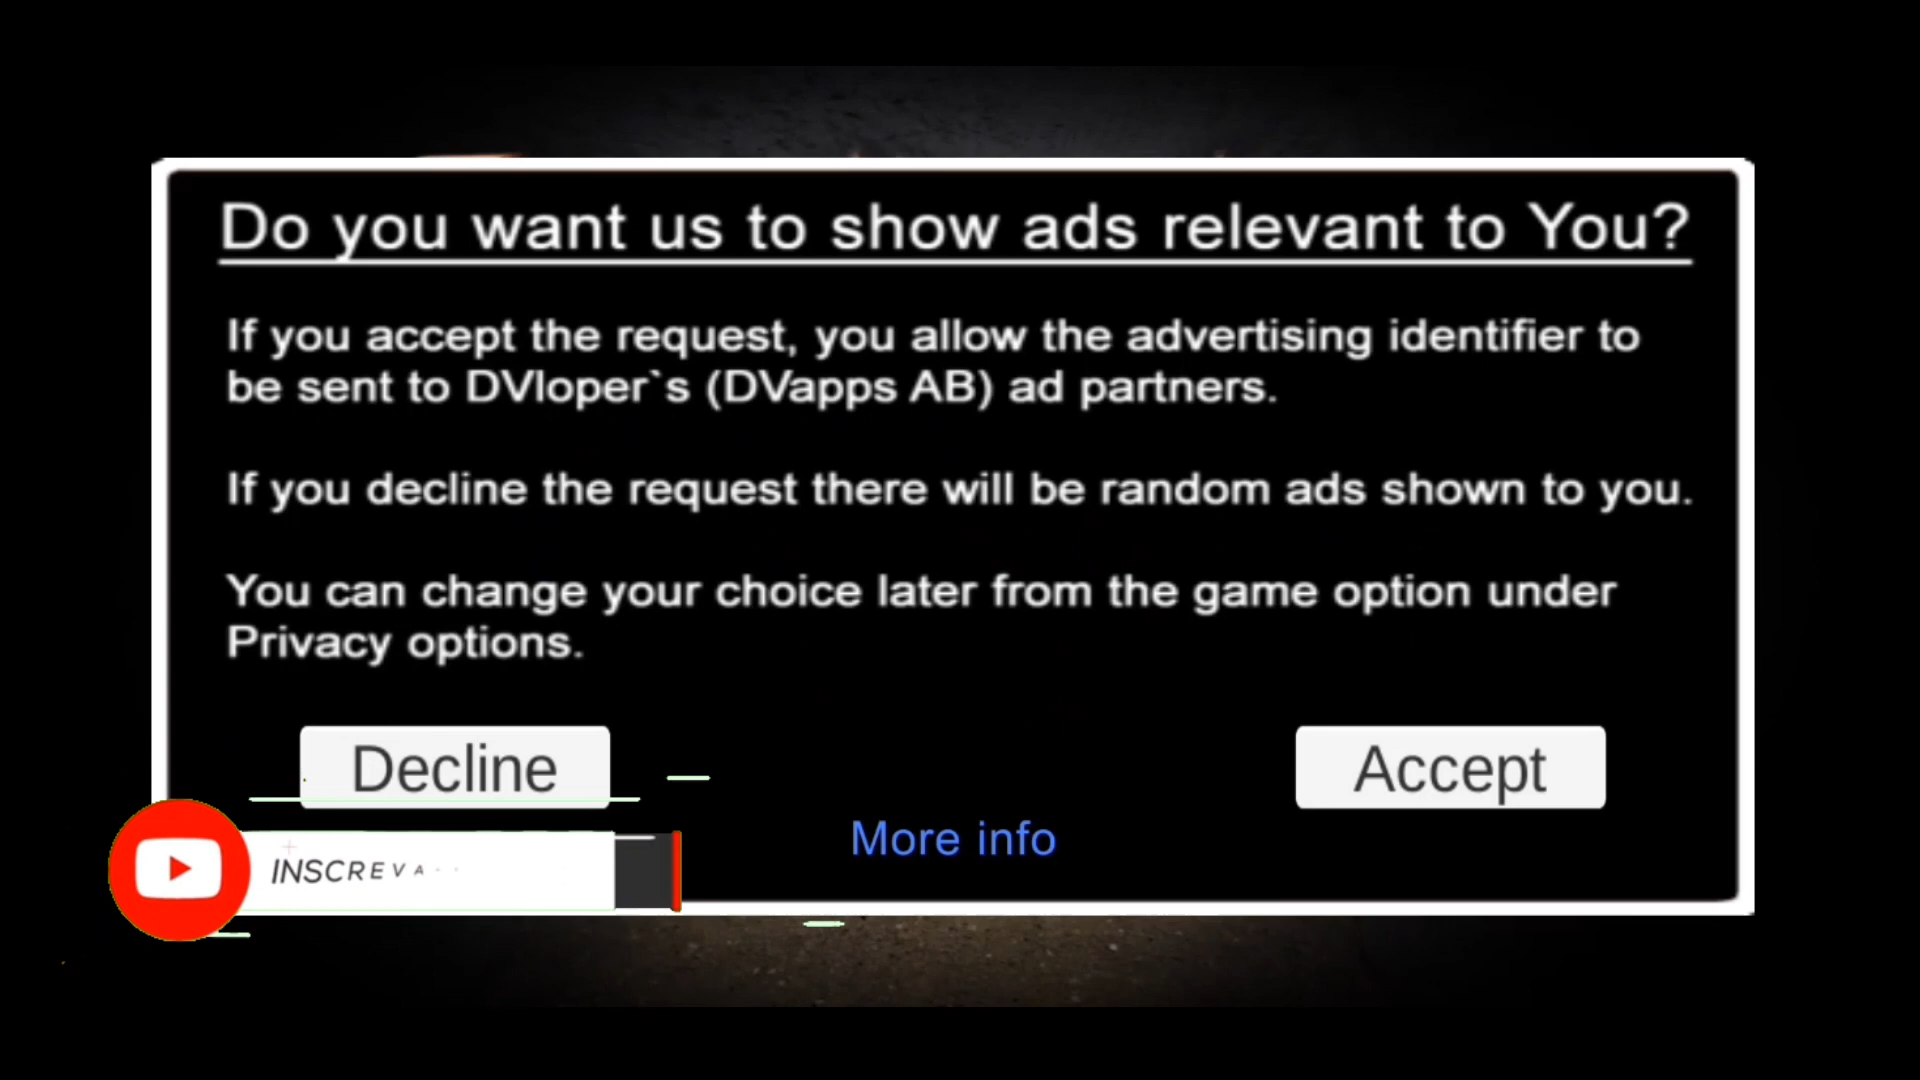 Do you want us to show ads relevant to You?
If you accept the request, you allow the advertising identifier to
be sent to DVloper`s (DVapps AB) ad partners.
If you decline the request there will be random ads shown to you.
You can change your choice later from the game option under
Privacy options.
Decline
Accept
More info
INSCREVA